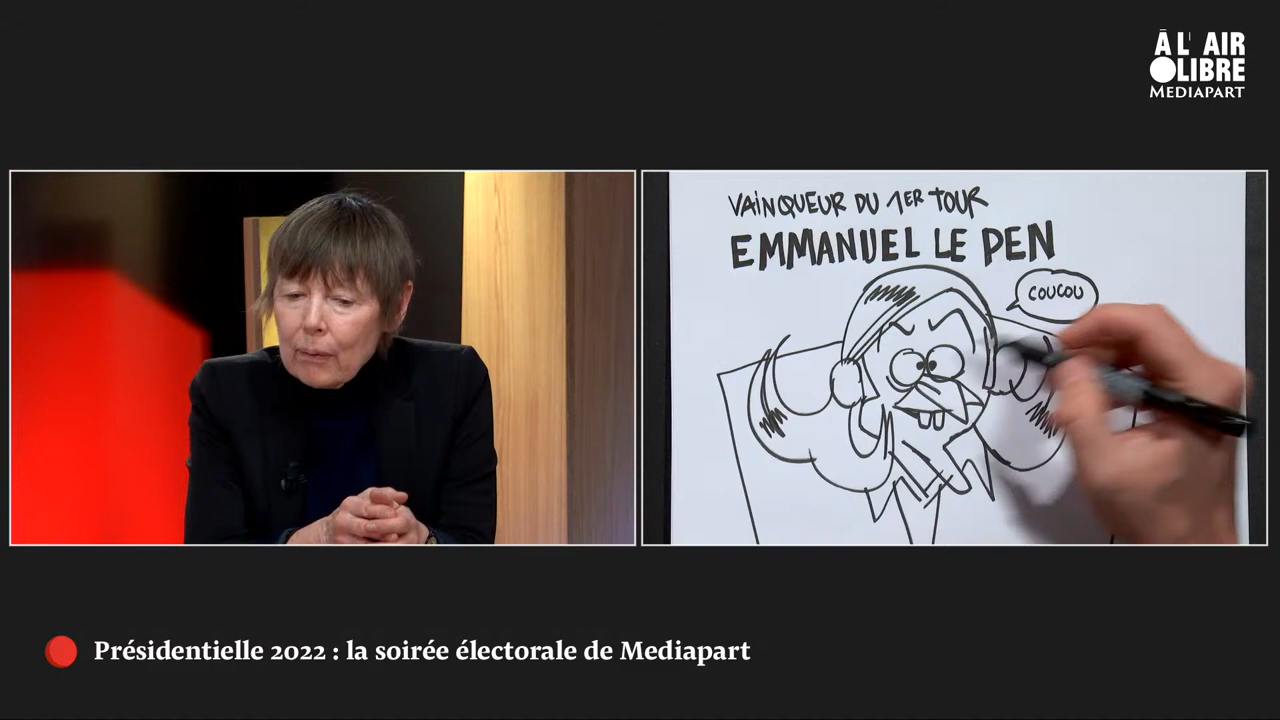 À L' AIR
LIBRE
MEDIAPART
VAINQUEUR DU 1ER TOUR
EMMANUEL LE PEN
COUCOU
Présidentielle 2022 : la soirée électorale de Mediapart